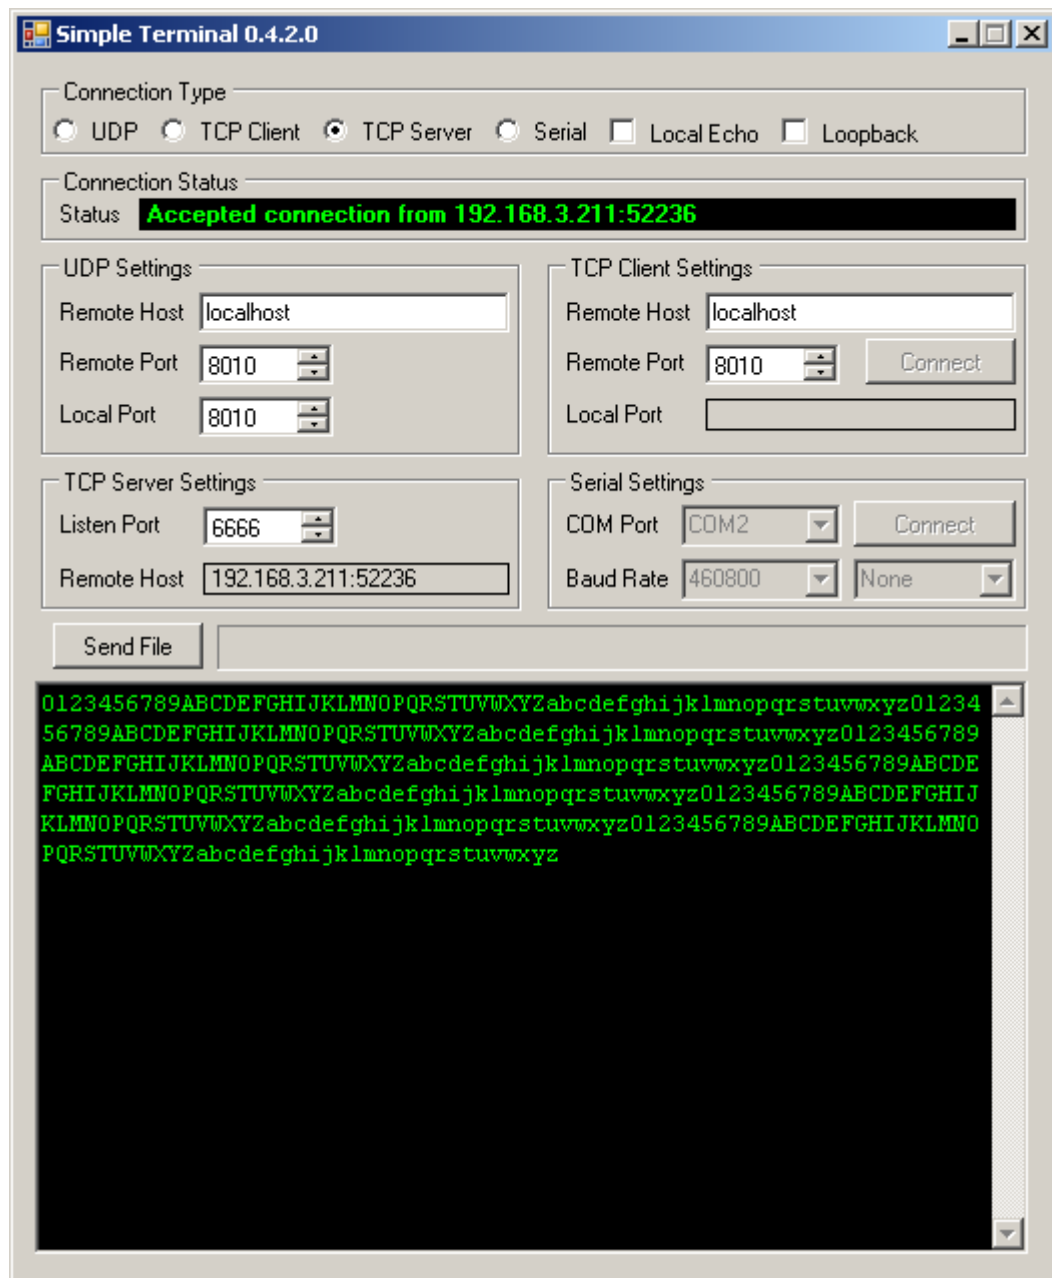 Simple Terminal 0.4.2.0
Connection Type
UDP TCP Client TCP Server Serial Local Echo Loopback
Connection Status
Status Accepted connection from 192.168.3.211:52236
UDP Settings
Remote Host localhost
Remote Port 8010
Local Port 8010
TCP Client Settings
Remote Host localhost
Remote Port 8010 Connect
Local Port
TCP Server Settings
Listen Port 6666
Remote Host 192.168.3.211:52236
Serial Settings
COM Port COM2 Connect
Baud Rate 460800 None
Send File
0123456789ABCDEFGHIJKLMNOPQRSTUVWXYZabcdefghijklmnopqrstuvwxyz01234
56789ABCDEFGHIJKLMNOPQRSTUVWXYZabcdefghijklmnopqrstuvwxyz0123456789
ABCDEFGHIJKLMNOPQRSTUVWXYZabcdefghijklmnopqrstuvwxyz0123456789ABCDE
FGHIJKLMNOPQRSTUVWXYZabcdefghijklmnopqrstuvwxyz0123456789ABCDEFGHIJ
KLMNOPQRSTUVWXYZabcdefghijklmnopqrstuvwxyz0123456789ABCDEFGHIJKLMNO
PQRSTUVWXYZabcdefghijklmnopqrstuvwxyz